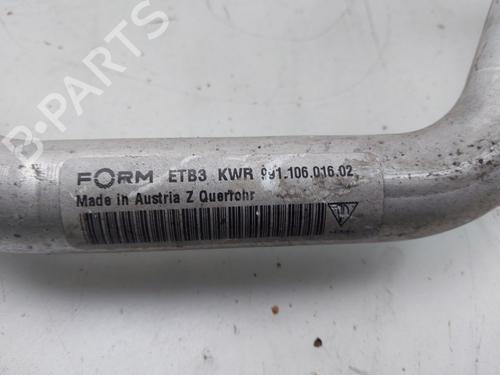 FORM ETB3 KWR 991.106.016.02
Made in Austria Z Querrohr
B-PARTS